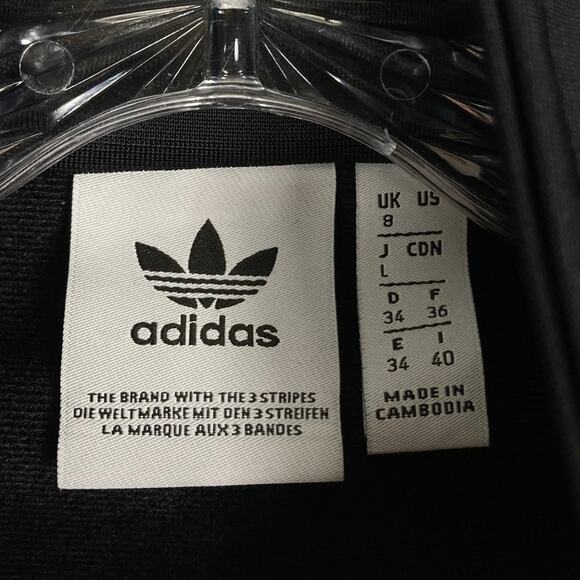 adidas
THE BRAND WITH THE 3 STRIPES
DIE WELTMARKE MIT DEN 3 STREIFEN
LA MARQUE AUX 3 BANDES
UK US
8
J CDN
L
D F
34 36
E I
34 40
MADE IN
CAMBODIA